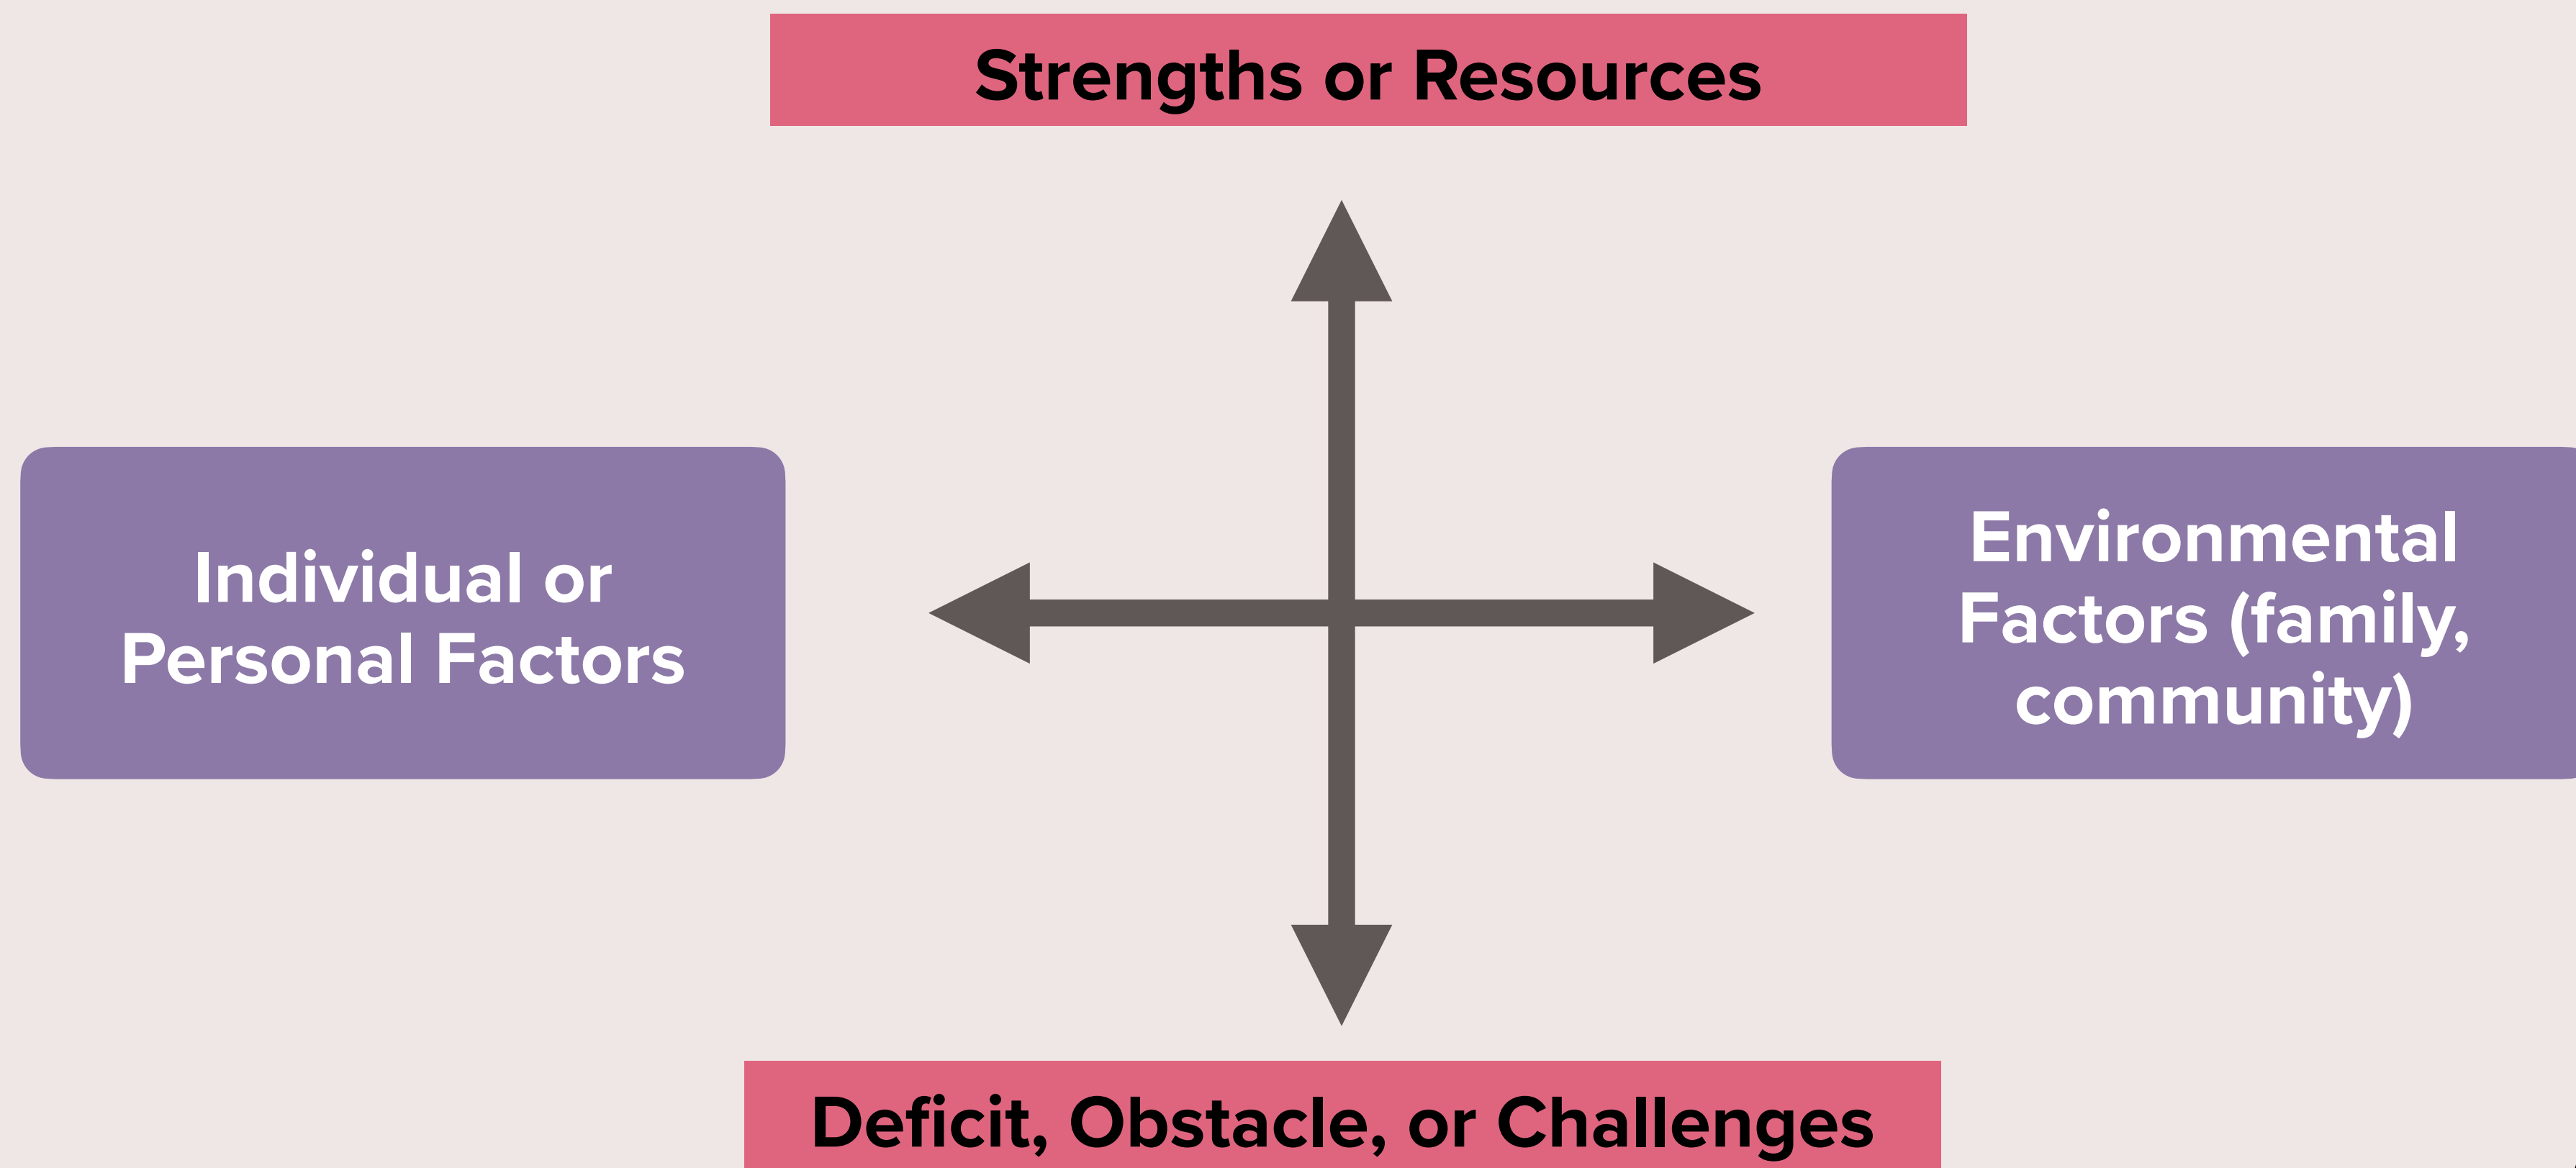 Strengths or Resources
Individual or
Personal Factors
Environmental
Factors (family,
community)
Deficit, Obstacle, or Challenges